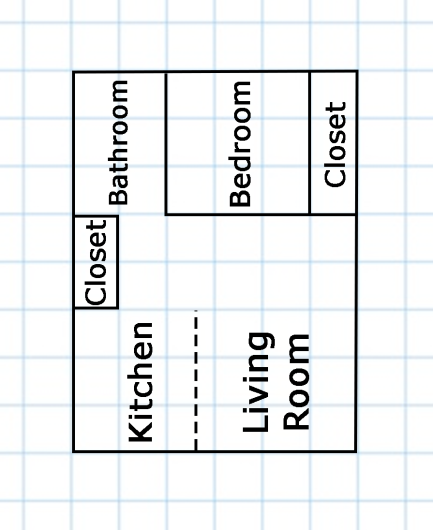 Bathroom
Bedroom
Closet
Closet
Kitchen
Living
Room